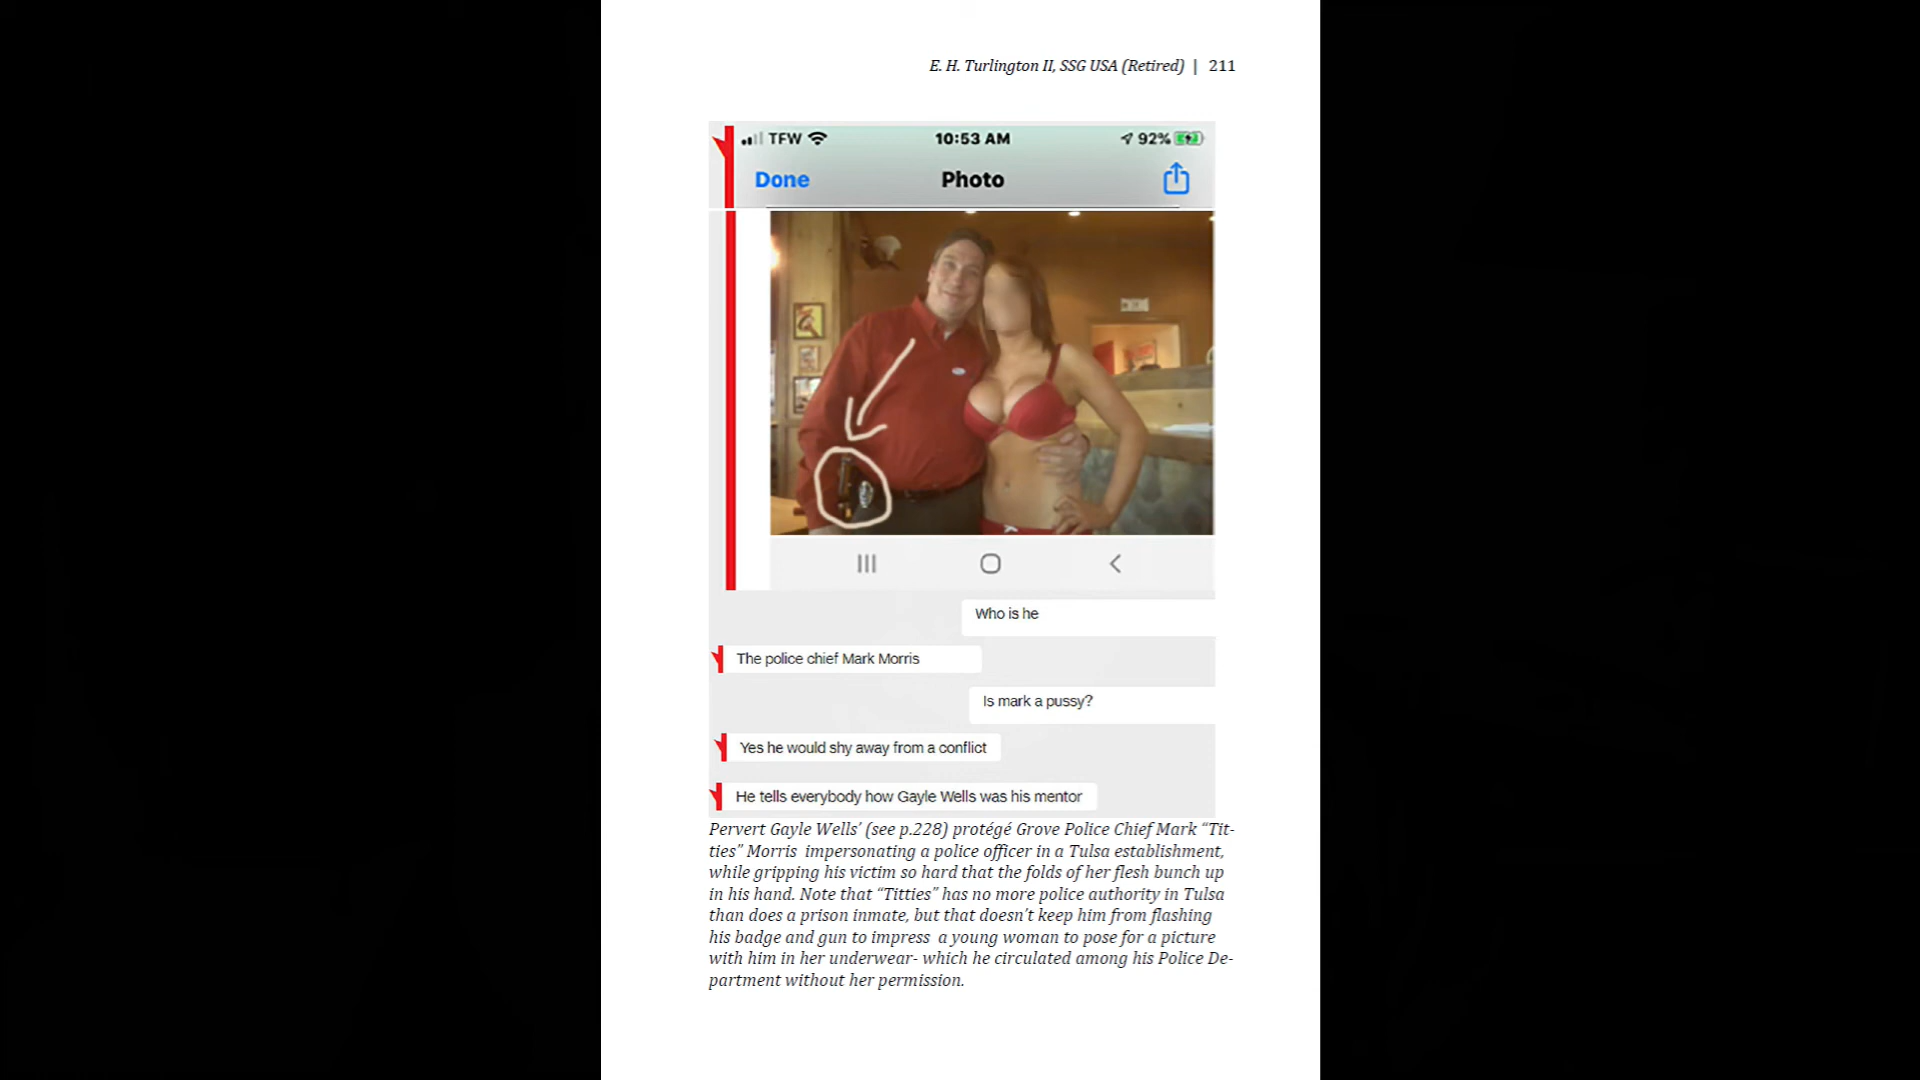 E. H. Turlington II, SSG USA (Retired) | 211
TFW 10:53 AM 92%
Done Photo
Who is he
The police chief Mark Morris
Is mark a pussy?
Yes he would shy away from a conflict
He tells everybody how Gayle Wells was his mentor
Pervert Gayle Wells’ (see p.228) protégé Grove Police Chief Mark “Tit-
ties” Morris impersonating a police officer in a Tulsa establishment,
while gripping his victim so hard that the folds of her flesh bunch up
in his hand. Note that “Titties” has no more police authority in Tulsa
than does a prison inmate, but that doesn’t keep him from flashing
his badge and gun to impress a young woman to pose for a picture
with him in her underwear- which he circulated among his Police De-
partment without her permission.